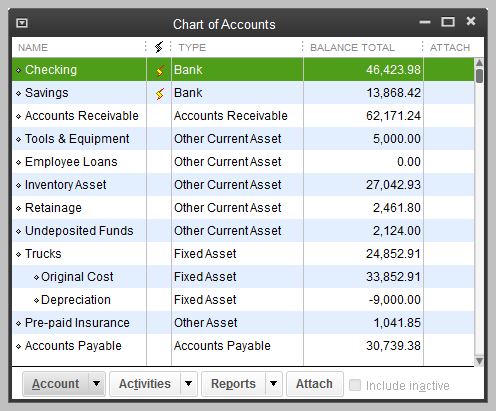 Chart of Accounts
NAME TYPE BALANCE TOTAL ATTACH
Checking Bank 46,423.98
Savings Bank 13,868.42
Accounts Receivable Accounts Receivable 62,171.24
Tools & Equipment Other Current Asset 5,000.00
Employee Loans Other Current Asset 0.00
Inventory Asset Other Current Asset 27,042.93
Retainage Other Current Asset 2,461.80
Undeposited Funds Other Current Asset 2,124.00
Trucks Fixed Asset 24,852.91
Original Cost Fixed Asset 33,852.91
Depreciation Fixed Asset -9,000.00
Pre-paid Insurance Other Asset 1,041.85
Accounts Payable Accounts Payable 30,739.38
Account Activities Reports Attach Include inactive